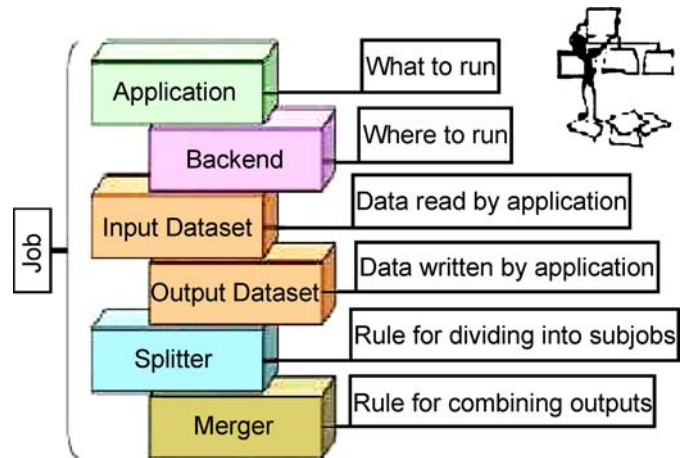 Application
What to run
Backend
Where to run
Input Dataset
Data read by application
Job
Output Dataset
Data written by application
Splitter
Rule for dividing into subjobs
Merger
Rule for combining outputs